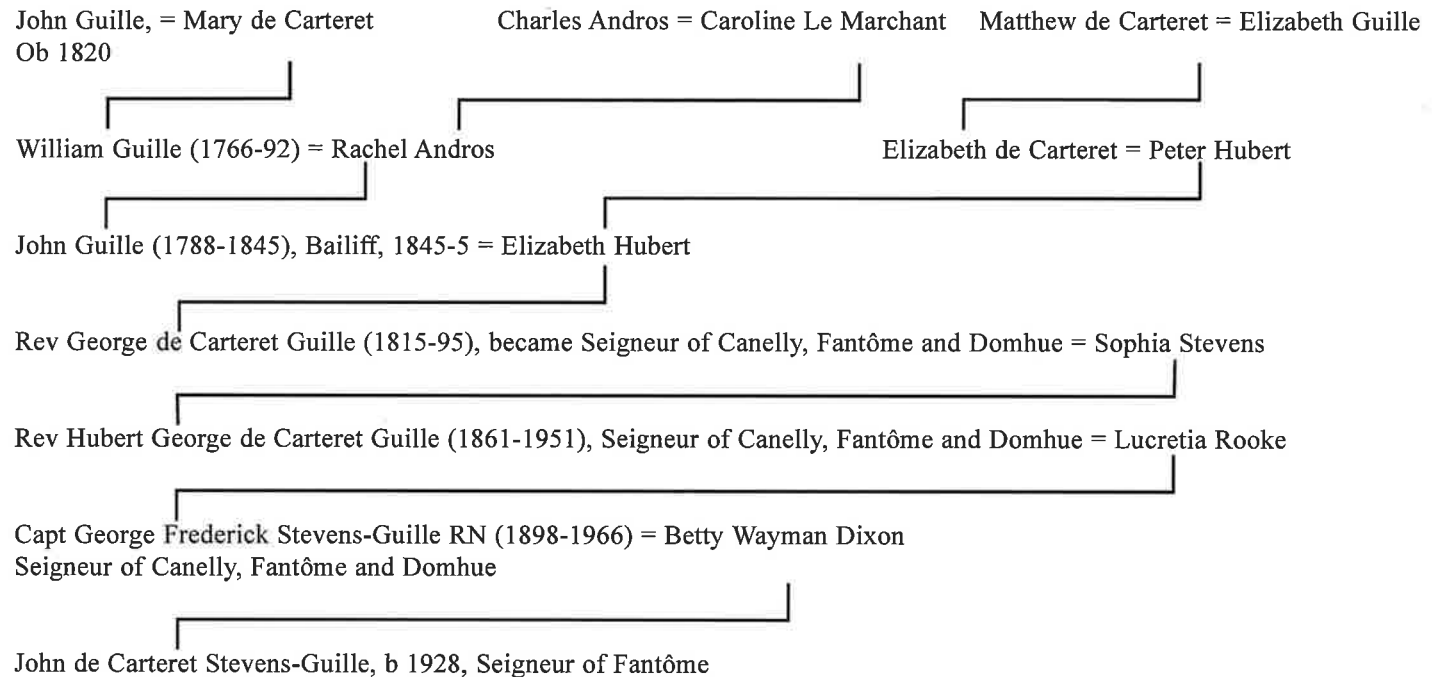 John Guille, = Mary de Carteret
Ob 1820
Charles Andros = Caroline Le Marchant
Matthew de Carteret = Elizabeth Guille
William Guille (1766-92) = Rachel Andros
Elizabeth de Carteret = Peter Hubert
John Guille (1788-1845), Bailiff, 1845-5 = Elizabeth Hubert
Rev George de Carteret Guille (1815-95), became Seigneur of Canelly, Fantôme and Domhue = Sophia Stevens
Rev Hubert George de Carteret Guille (1861-1951), Seigneur of Canelly, Fantôme and Domhue = Lucretia Rooke
Capt George Frederick Stevens-Guille RN (1898-1966) = Betty Wayman Dixon
Seigneur of Canelly, Fantôme and Domhue
John de Carteret Stevens-Guille, b 1928, Seigneur of Fantôme